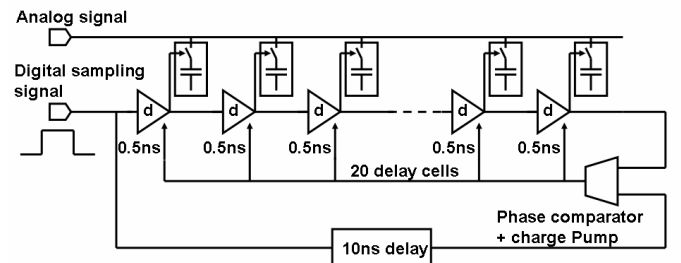 Analog signal
Digital sampling
signal
d d d d d
0.5ns 0.5ns 0.5ns 0.5ns 0.5ns
20 delay cells
Phase comparator
+ charge Pump
10ns delay